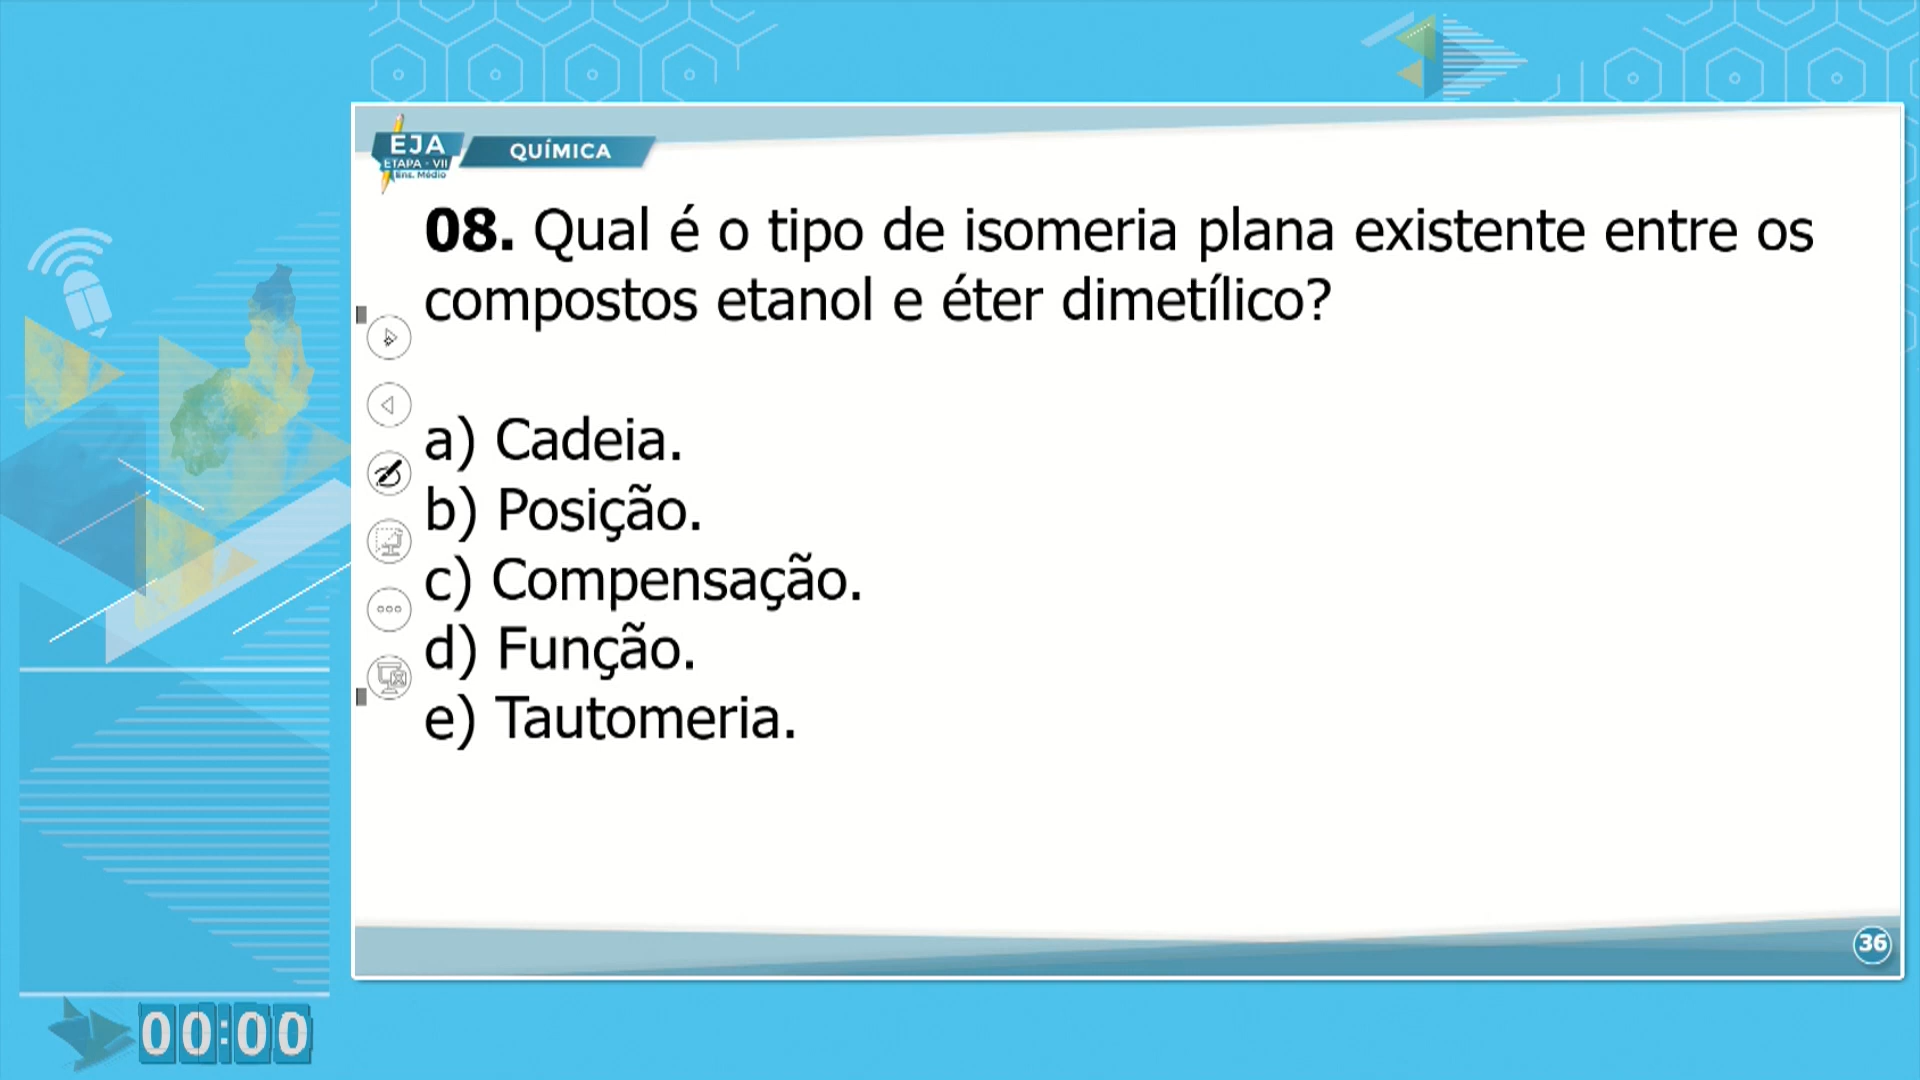 EJA
ETAPA - VII
Ens. Médio
QUÍMICA
08. Qual é o tipo de isomeria plana existente entre os
compostos etanol e éter dimetílico?
a) Cadeia.
b) Posição.
c) Compensação.
d) Função.
e) Tautomeria.
36
00:00